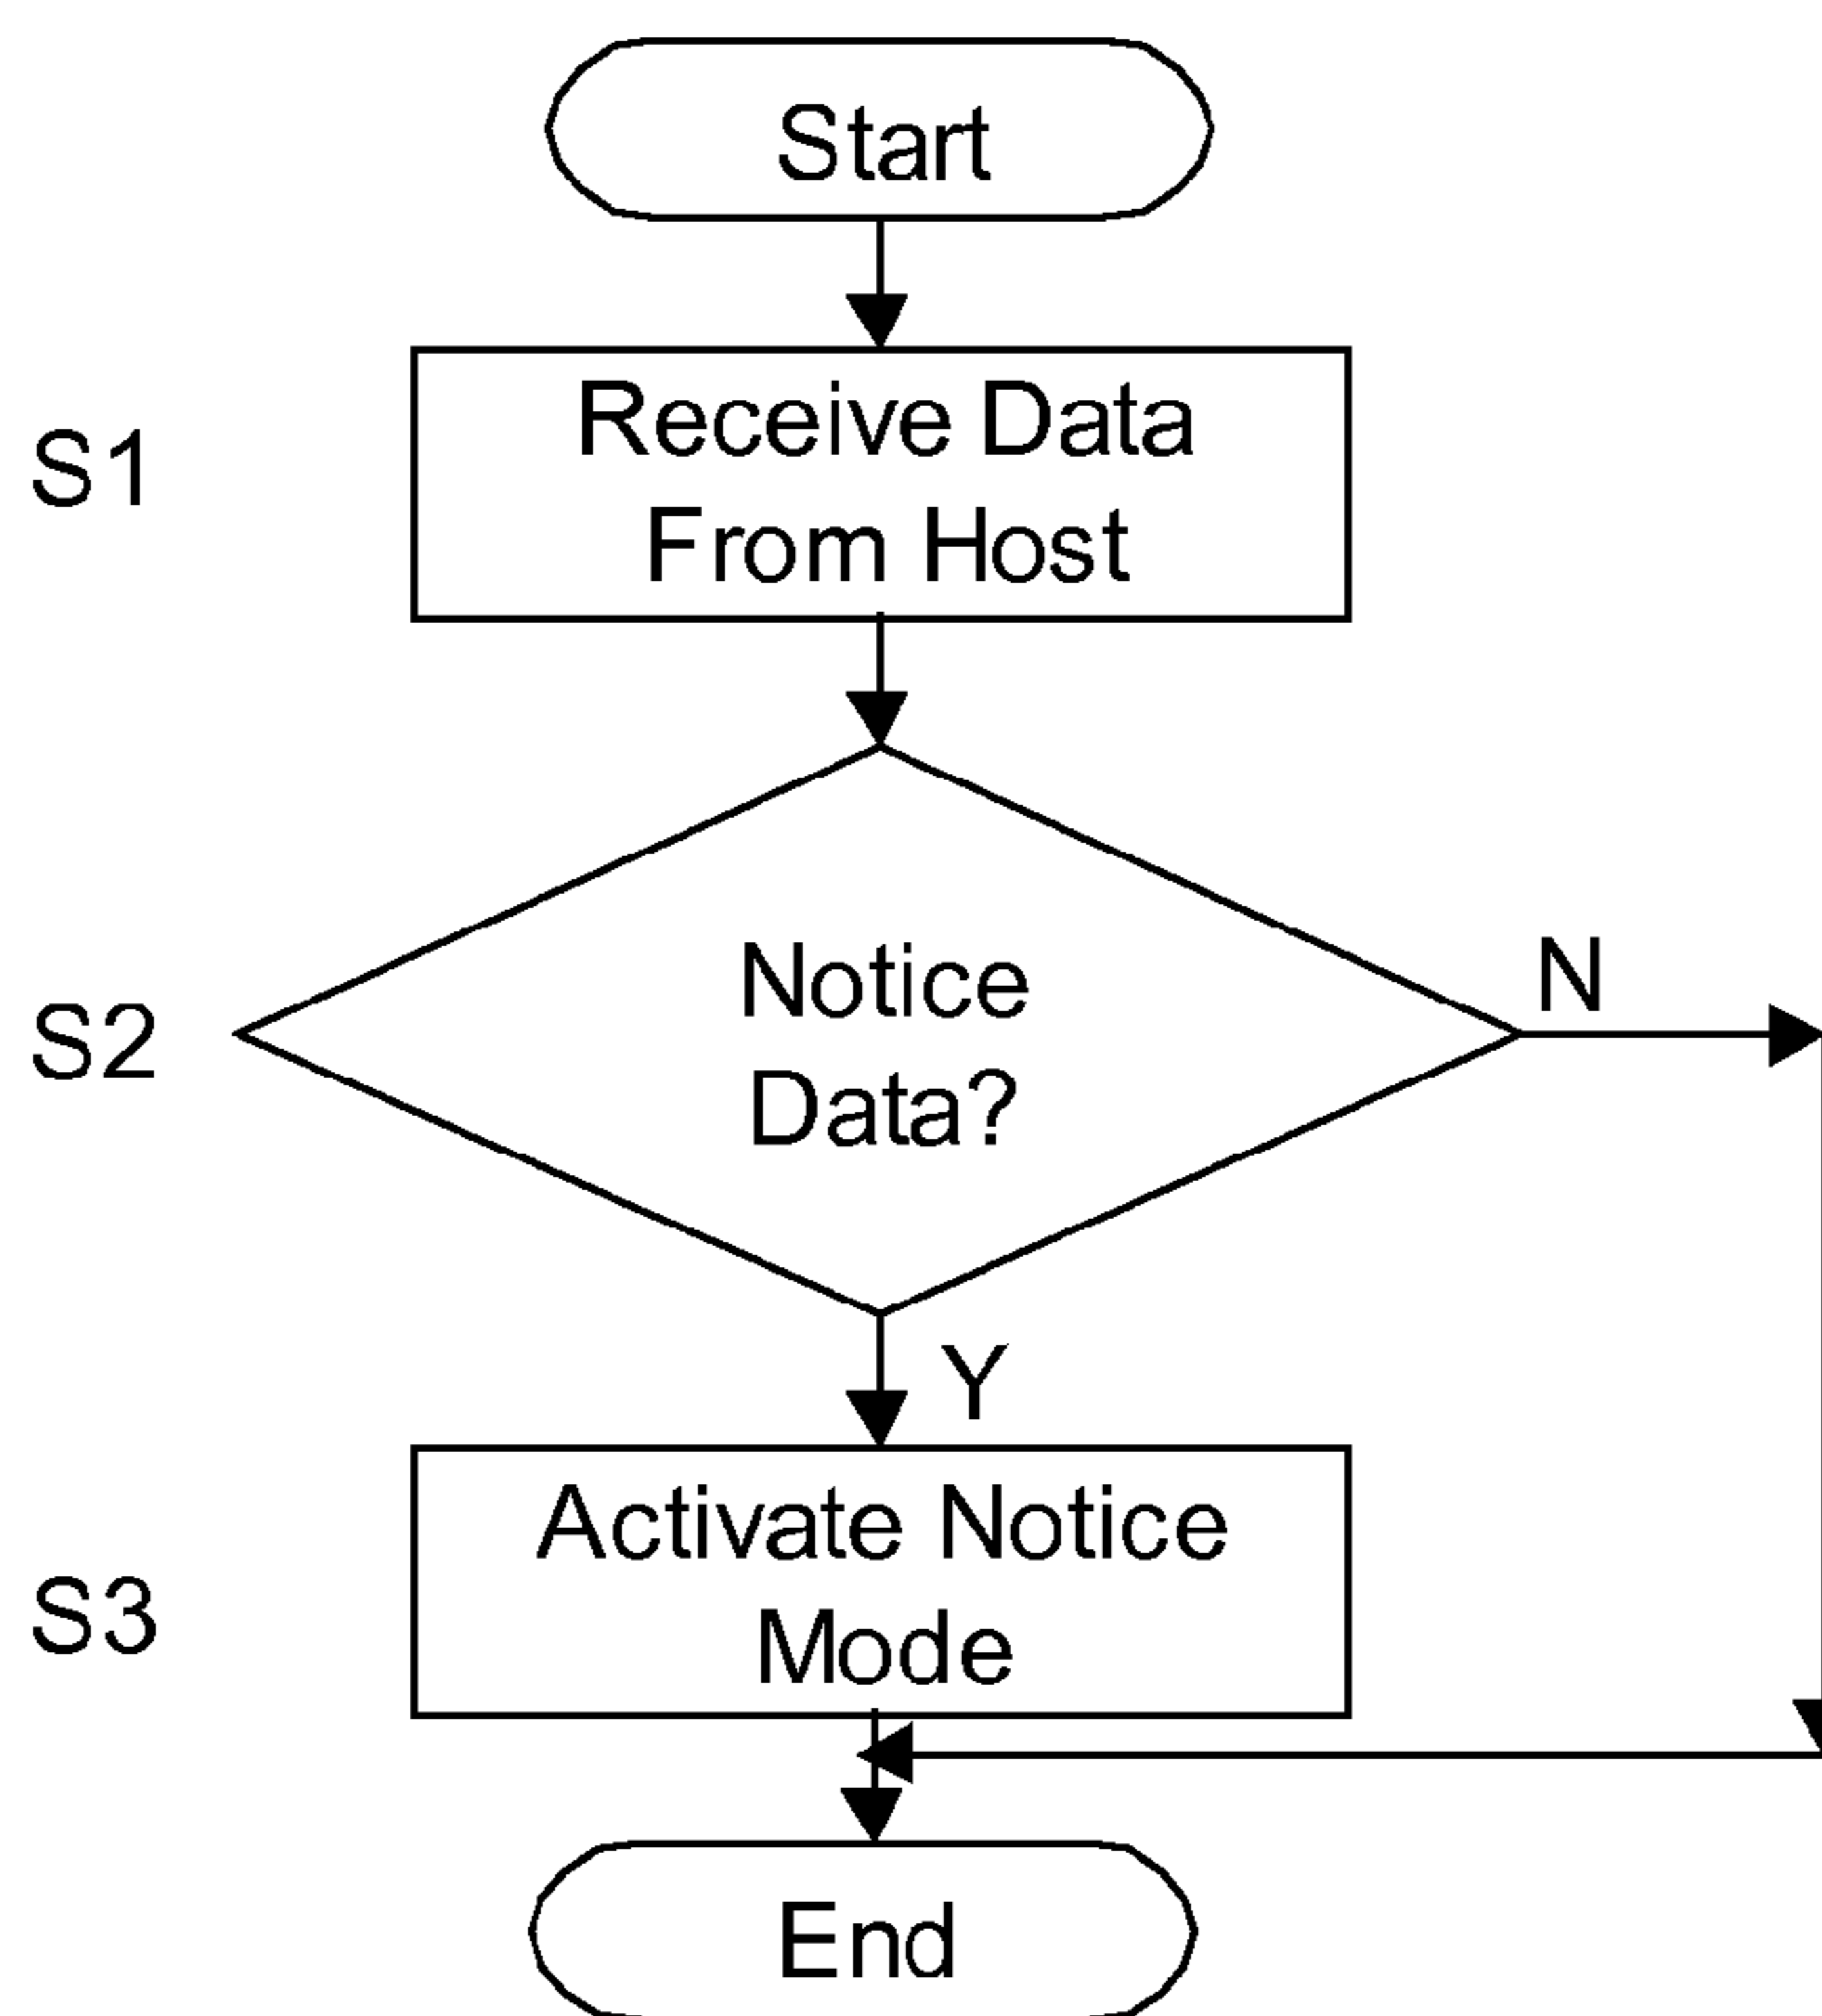 Start
S1
Receive Data
From Host
S2
Notice
Data?
N
Y
S3
Activate Notice
Mode
End